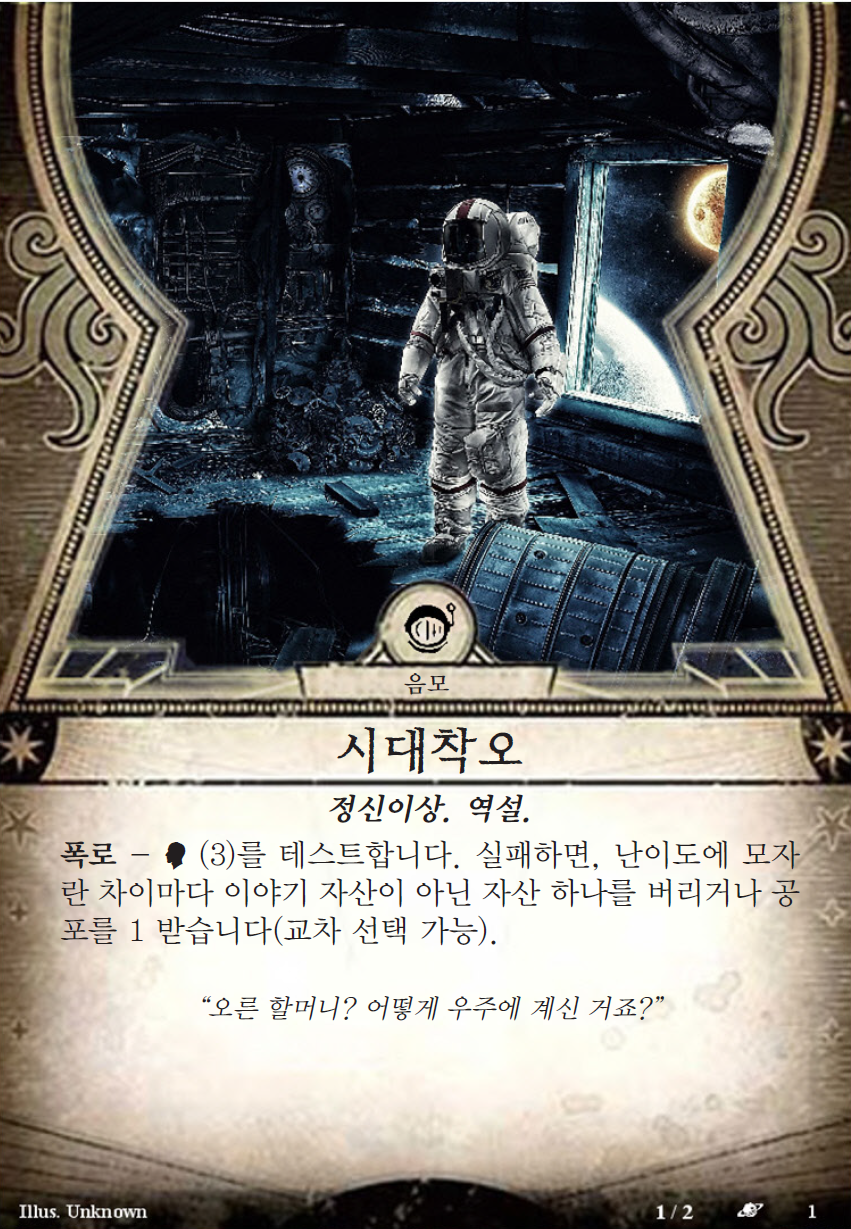 음모
시대착오
정신이상. 역설.
폭로 – (3)를 테스트합니다. 실패하면, 난이도에 모자
란 차이마다 이야기 자산이 아닌 자산 하나를 버리거나 공
포를 1 받습니다(교차 선택 가능).
“오른 할머니? 어떻게 우주에 계신 거죠?”
Illus. Unknown
1 / 2
1